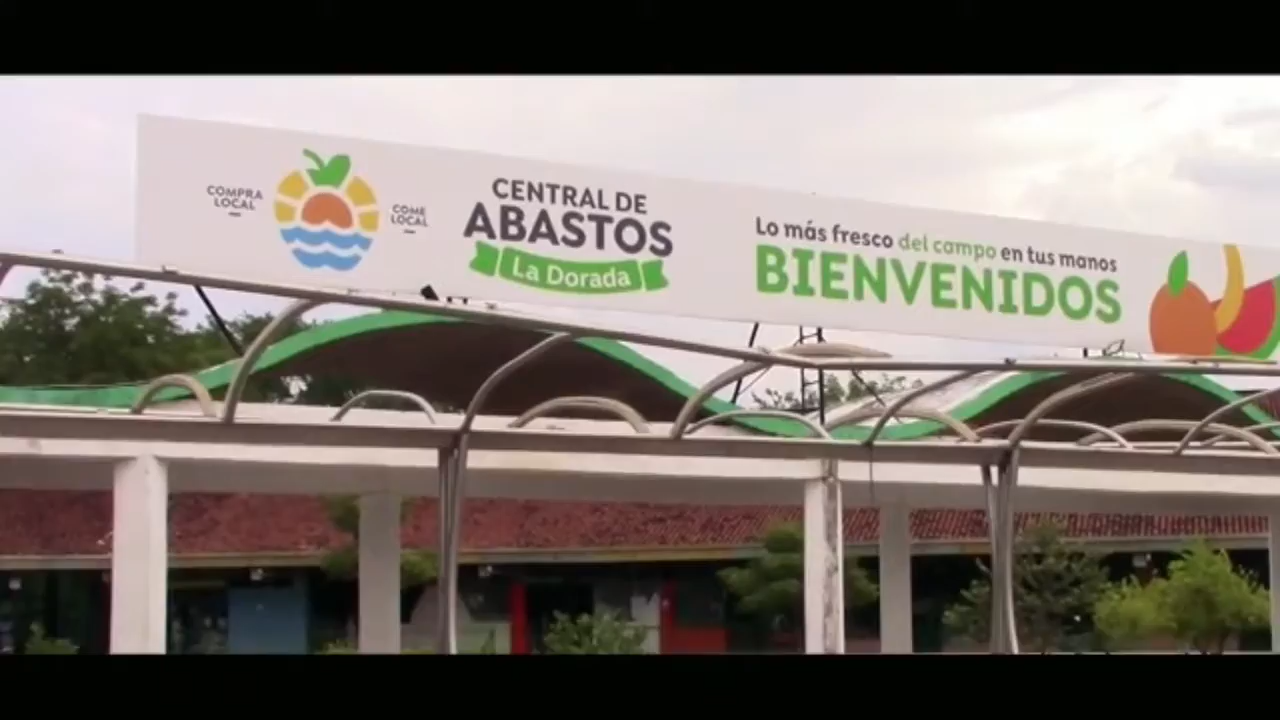 COMPRA
LOCAL
COME
LOCAL
CENTRAL DE
ABASTOS
La Dorada
Lo más fresco del campo en tus manos
BIENVENIDOS